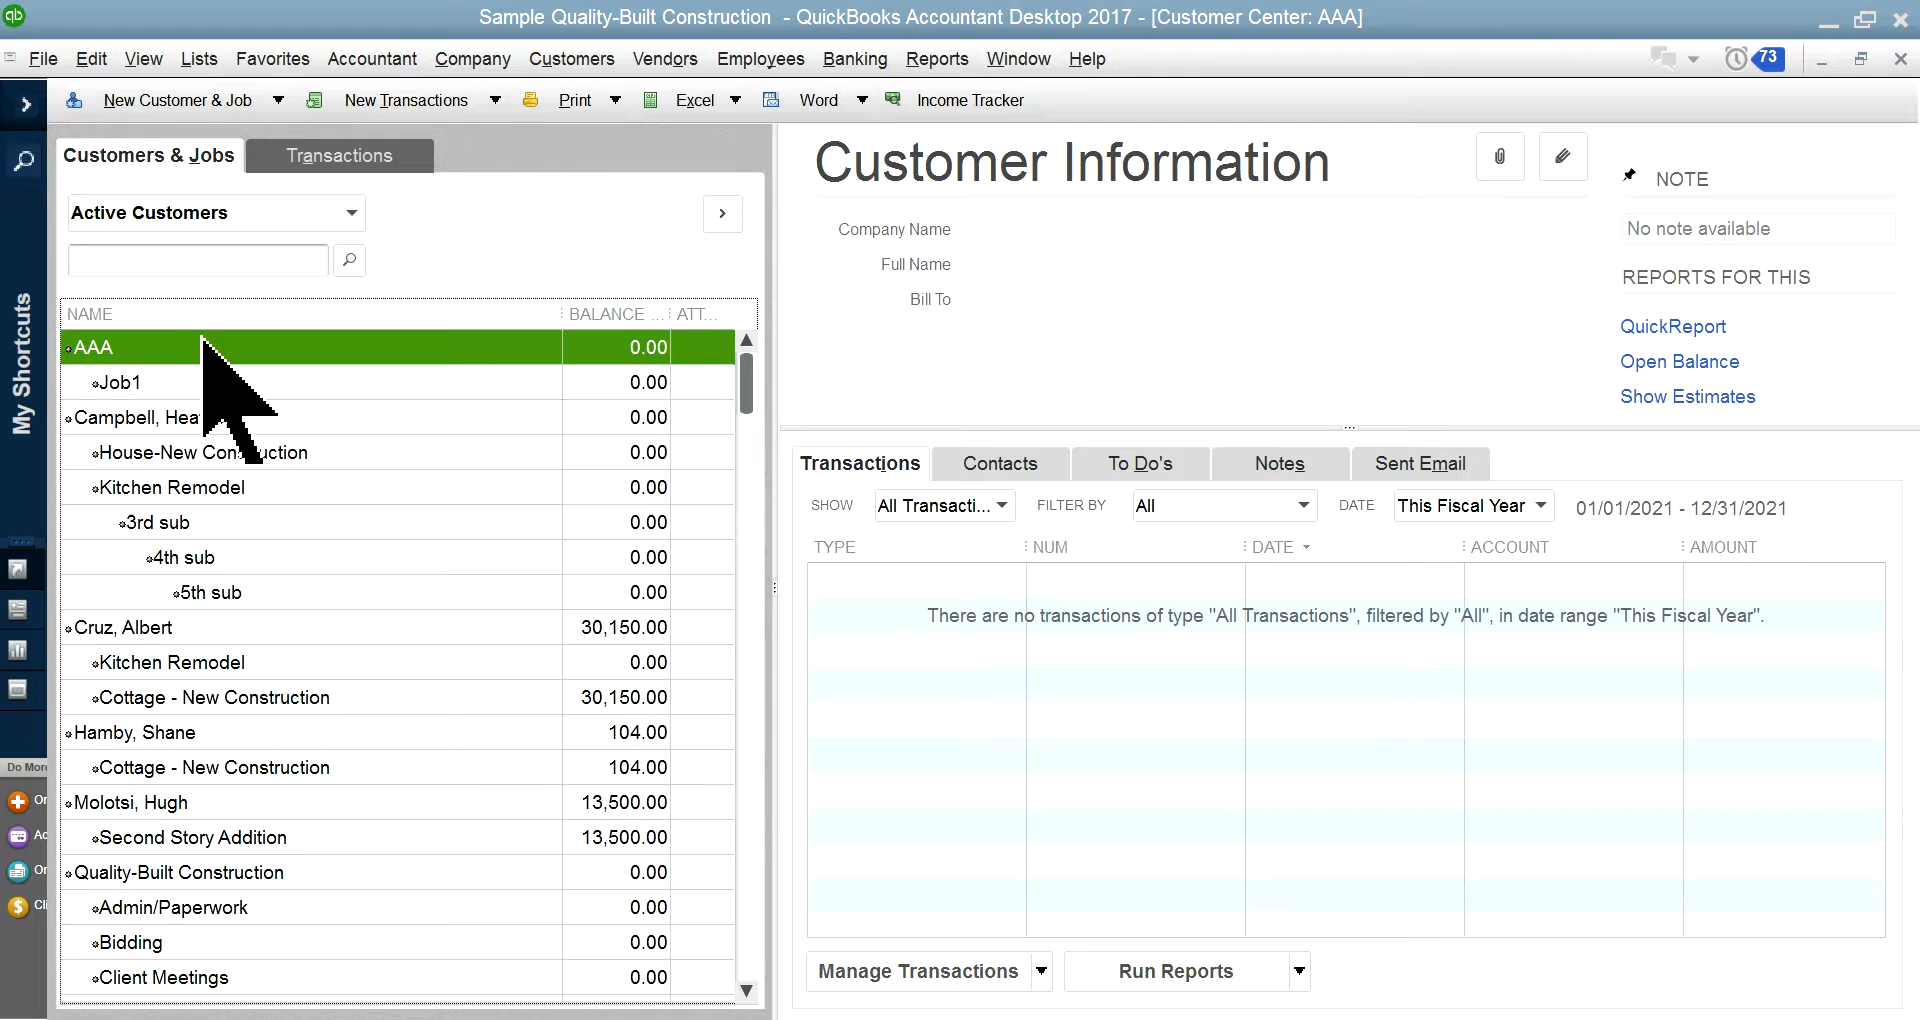 qb
Sample Quality-Built Construction - QuickBooks Accountant Desktop 2017 - [Customer Center: AAA]
File Edit View Lists Favorites Accountant Company Customers Vendors Employees Banking Reports Window Help 73
New Customer & Job New Transactions Print Excel Word Income Tracker
My Shortcuts
Do More
Customers & Jobs Transactions
Active Customers
NAME BALANCE ... ATT...
AAA 0.00
Job1 0.00
Campbell, Hea 0.00
House-New Con uction 0.00
Kitchen Remodel 0.00
3rd sub 0.00
4th sub 0.00
5th sub 0.00
Cruz, Albert 30,150.00
Kitchen Remodel 0.00
Cottage - New Construction 30,150.00
Hamby, Shane 104.00
Cottage - New Construction 104.00
Molotsi, Hugh 13,500.00
Second Story Addition 13,500.00
Quality-Built Construction 0.00
Admin/Paperwork 0.00
Bidding 0.00
Client Meetings 0.00
Customer Information
Company Name
Full Name
Bill To
NOTE
No note available
REPORTS FOR THIS
QuickReport
Open Balance
Show Estimates
Transactions Contacts To Do's Notes Sent Email
SHOW All Transacti... FILTER BY All DATE This Fiscal Year 01/01/2021 - 12/31/2021
TYPE NUM DATE ACCOUNT AMOUNT
There are no transactions of type "All Transactions", filtered by "All", in date range "This Fiscal Year".
Manage Transactions Run Reports